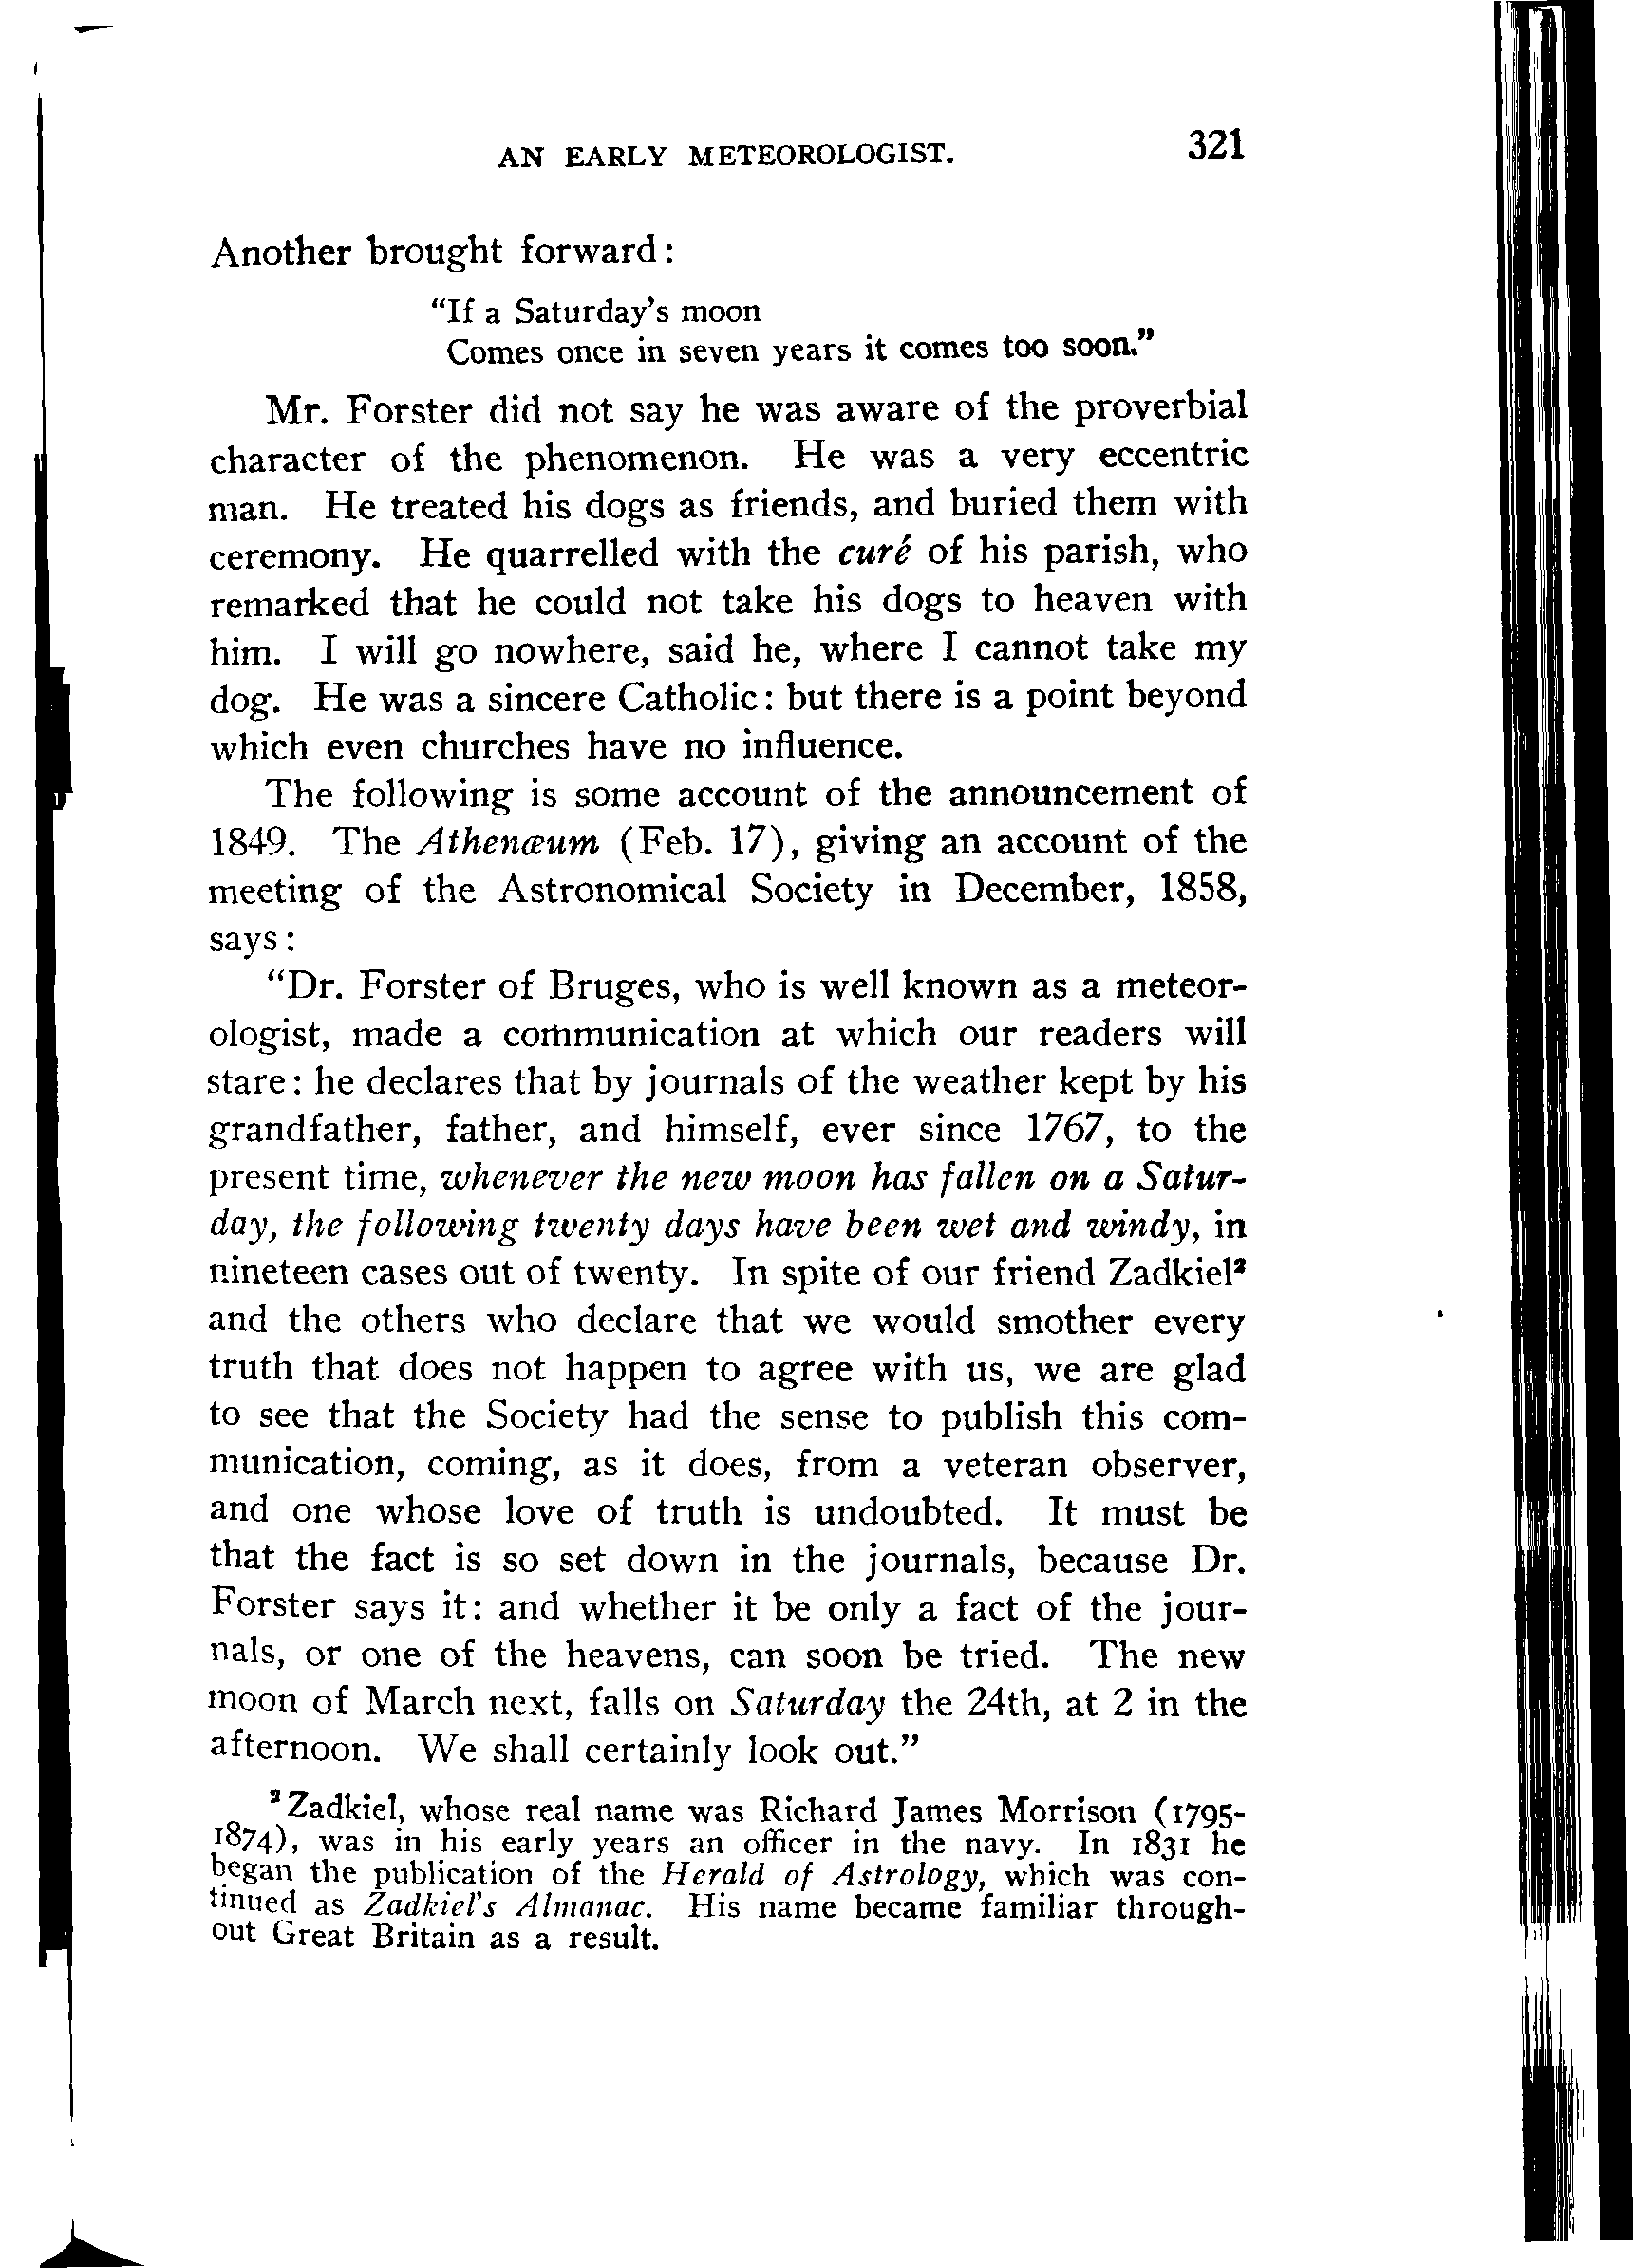 AN EARLY METEOROLOGIST. 321
Another brought forward:
"If a Saturday's moon
Comes once in seven years it comes too soon."
Mr. Forster did not say he was aware of the proverbial
character of the phenomenon. He was a very eccentric
man. He treated his dogs as friends, and buried them with
ceremony. He quarrelled with the curé of his parish, who
remarked that he could not take his dogs to heaven with
him. I will go nowhere, said he, where I cannot take my
dog. He was a sincere Catholic: but there is a point beyond
which even churches have no influence.
The following is some account of the announcement of
1849. The Athenæum (Feb. 17), giving an account of the
meeting of the Astronomical Society in December, 1858,
says:
"Dr. Forster of Bruges, who is well known as a meteor-
ologist, made a communication at which our readers will
stare: he declares that by journals of the weather kept by his
grandfather, father, and himself, ever since 1767, to the
present time, whenever the new moon has fallen on a Satur-
day, the following twenty days have been wet and windy, in
nineteen cases out of twenty. In spite of our friend Zadkiel²
and the others who declare that we would smother every
truth that does not happen to agree with us, we are glad
to see that the Society had the sense to publish this com-
munication, coming, as it does, from a veteran observer,
and one whose love of truth is undoubted. It must be
that the fact is so set down in the journals, because Dr.
Forster says it: and whether it be only a fact of the jour-
nals, or one of the heavens, can soon be tried. The new
moon of March next, falls on Saturday the 24th, at 2 in the
afternoon. We shall certainly look out."
² Zadkiel, whose real name was Richard James Morrison (1795-
1874), was in his early years an officer in the navy. In 1831 he
began the publication of the Herald of Astrology, which was con-
tinued as Zadkiel's Almanac. His name became familiar through-
out Great Britain as a result.